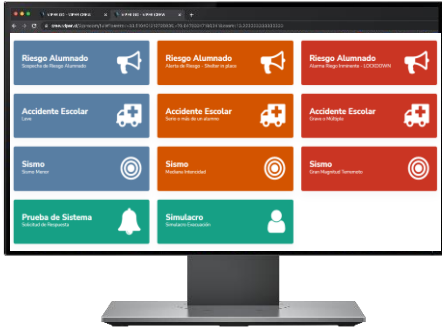 Riesgo Alumnado
Sospecha de Riesgo Alumnado
Riesgo Alumnado
Alerta de Riesgo - Shelter in place
Riesgo Alumnado
Alarma Riego Inminente - LOCKDOWN
Accidente Escolar
Leve
Accidente Escolar
Serio o más de un alumno
Accidente Escolar
Grave o Múltiple
Sismo
Sismo Menor
Sismo
Mediana Intensidad
Sismo
Gran Magnitud Terremoto
Prueba de Sistema
Solicitud de Respuesta
Simulacro
Simulacro Evacuación